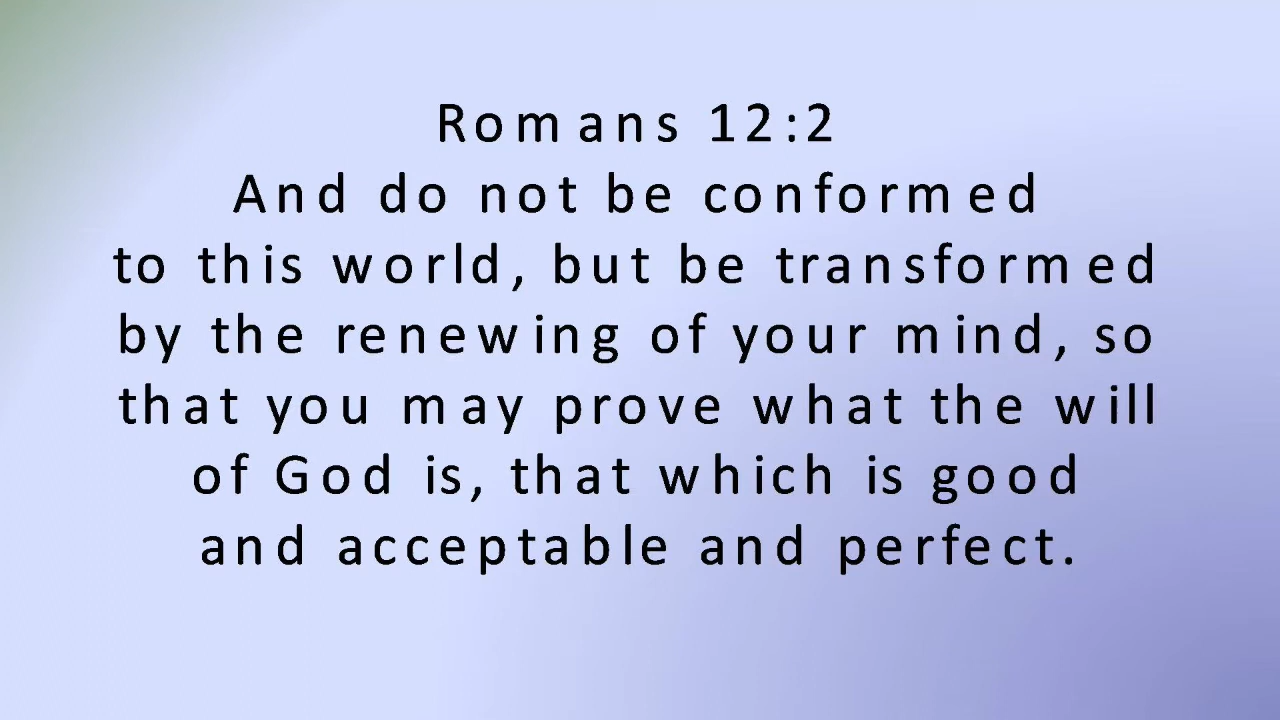 Romans 12:2
And do not be conformed
to this world, but be transformed
by the renewing of your mind, so
that you may prove what the will
of God is, that which is good
and acceptable and perfect.